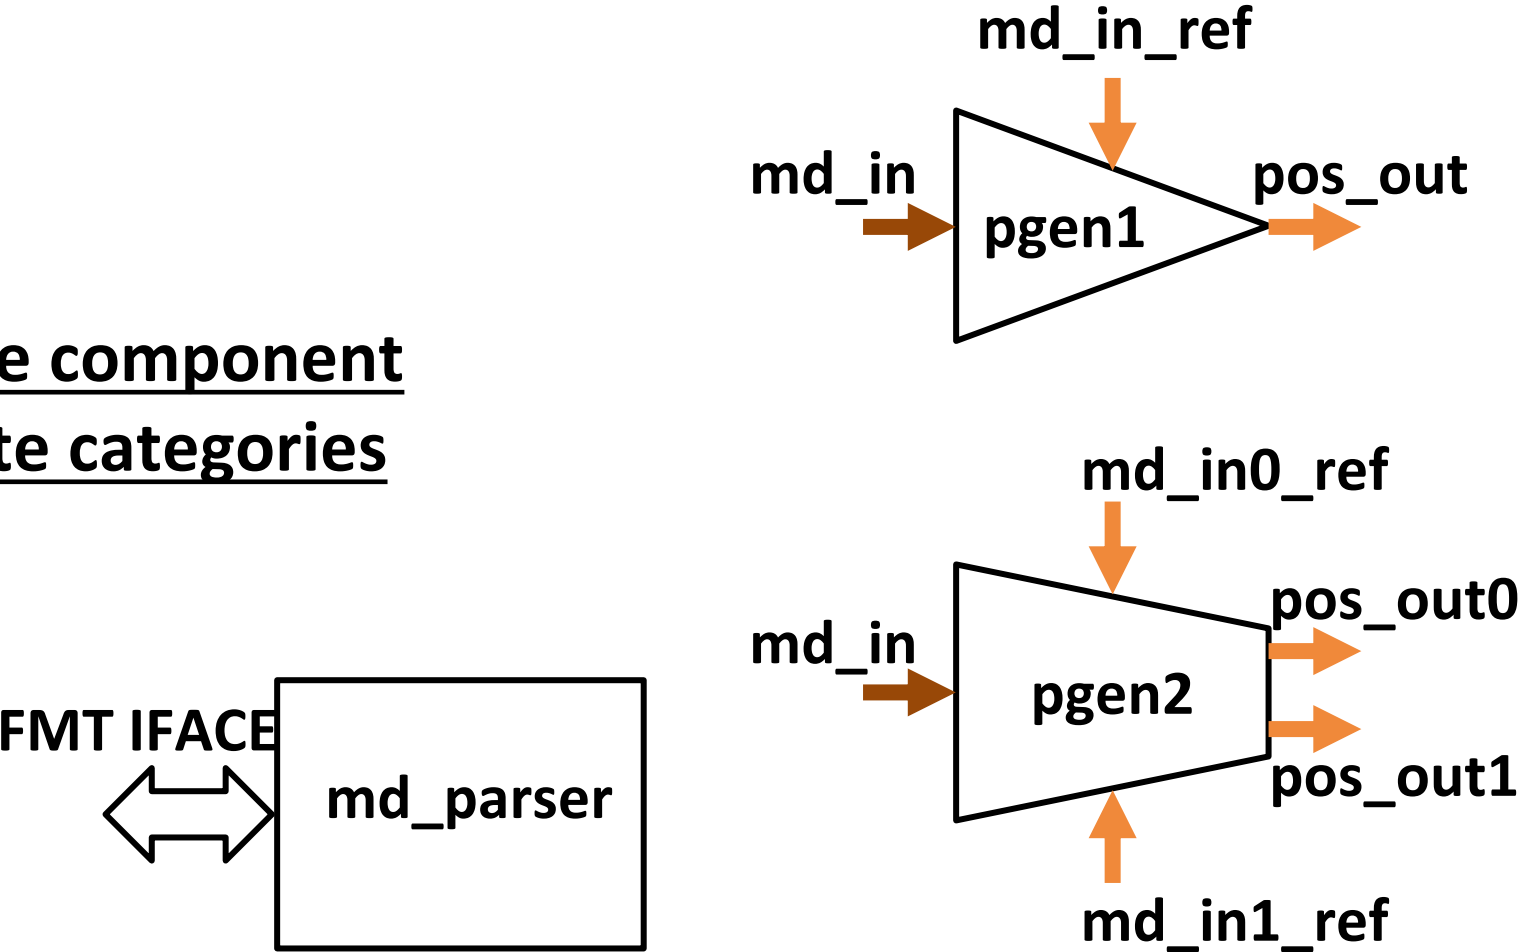 md_in_ref
md_in
pos_out
pgen1
e component
te categories
md_in0_ref
pos_out0
md_in
pgen2
FMT IFACE
pos_out1
md_parser
md_in1_ref